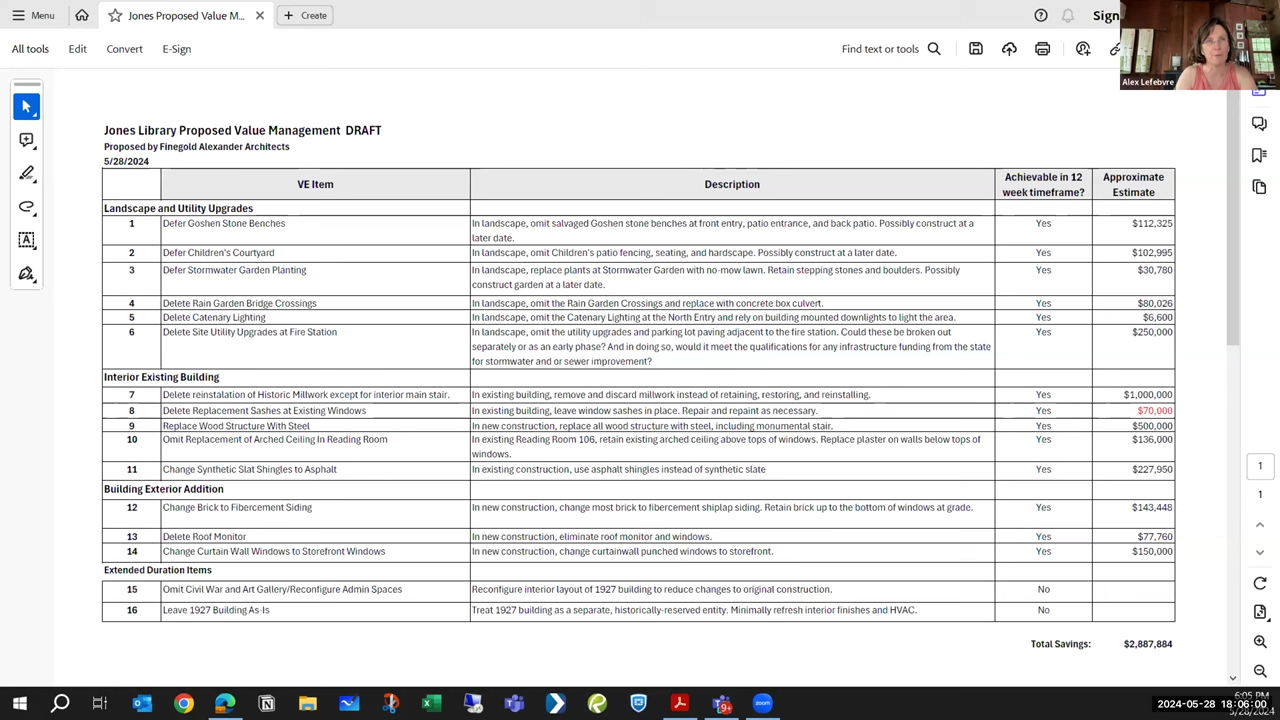 Menu
Jones Proposed Value M...
Create
Sign
All tools
Edit
Convert
E-Sign
Find text or tools
Alex Lefebvre
Jones Library Proposed Value Management DRAFT
Proposed by Finegold Alexander Architects
5/28/2024
VE Item Description Achievable in 12 week timeframe? Approximate Estimate
Landscape and Utility Upgrades
1 Defer Goshen Stone Benches In landscape, omit salvaged Goshen stone benches at front entry, patio entrance, and back patio. Possibly construct at a Yes $112,325
later date.
2 Defer Children's Courtyard In landscape, omit Children's patio fencing, seating, and hardscape. Possibly construct at a later date. Yes $102,995
3 Defer Stormwater Garden Planting In landscape, replace plants at Stormwater Garden with no-mow lawn. Retain stepping stones and boulders. Possibly Yes $30,780
construct garden at a later date.
4 Delete Rain Garden Bridge Crossings In landscape, omit the Rain Garden Crossings and replace with concrete box culvert. Yes $80,026
5 Delete Catenary Lighting In landscape, omit the Catenary Lighting at the North Entry and rely on building mounted downlights to light the area. Yes $6,600
6 Delete Site Utility Upgrades at Fire Station In landscape, omit the utility upgrades and parking lot paving adjacent to the fire station. Could these be broken out Yes $250,000
separately or as an early phase? And in doing so, would it meet the qualifications for any infrastructure funding from the state
for stormwater and or sewer improvement?
Interior Existing Building
7 Delete reinstalation of Historic Millwork except for interior main stair. In existing building, remove and discard millwork instead of retaining, restoring, and reinstalling. Yes $1,000,000
8 Delete Replacement Sashes at Existing Windows In existing building, leave window sashes in place. Repair and repaint as necessary. Yes $70,000
9 Replace Wood Structure With Steel In new construction, replace all wood structure with steel, including monumental stair. Yes $500,000
10 Omit Replacement of Arched Ceiling In Reading Room In existing Reading Room 106, retain existing arched ceiling above tops of windows. Replace plaster on walls below tops of Yes $136,000
windows.
11 Change Synthetic Slat Shingles to Asphalt In existing construction, use asphalt shingles instead of synthetic slate Yes $227,950
Building Exterior Addition
12 Change Brick to Fibercement Siding In new construction, change most brick to fibercement shiplap siding. Retain brick up to the bottom of windows at grade. Yes $143,448
13 Delete Roof Monitor In new construction, eliminate roof monitor and windows. Yes $77,760
14 Change Curtain Wall Windows to Storefront Windows In new construction, change curtainwall punched windows to storefront. Yes $150,000
Extended Duration Items
15 Omit Civil War and Art Gallery/Reconfigure Admin Spaces Reconfigure interior layout of 1927 building to reduce changes to original construction. No
16 Leave 1927 Building As-Is Treat 1927 building as a separate, historically-reserved entity. Minimally refresh interior finishes and HVAC. No
Total Savings: $2,887,884
1
1
6:05 PM
2024-05-28 18:06:00